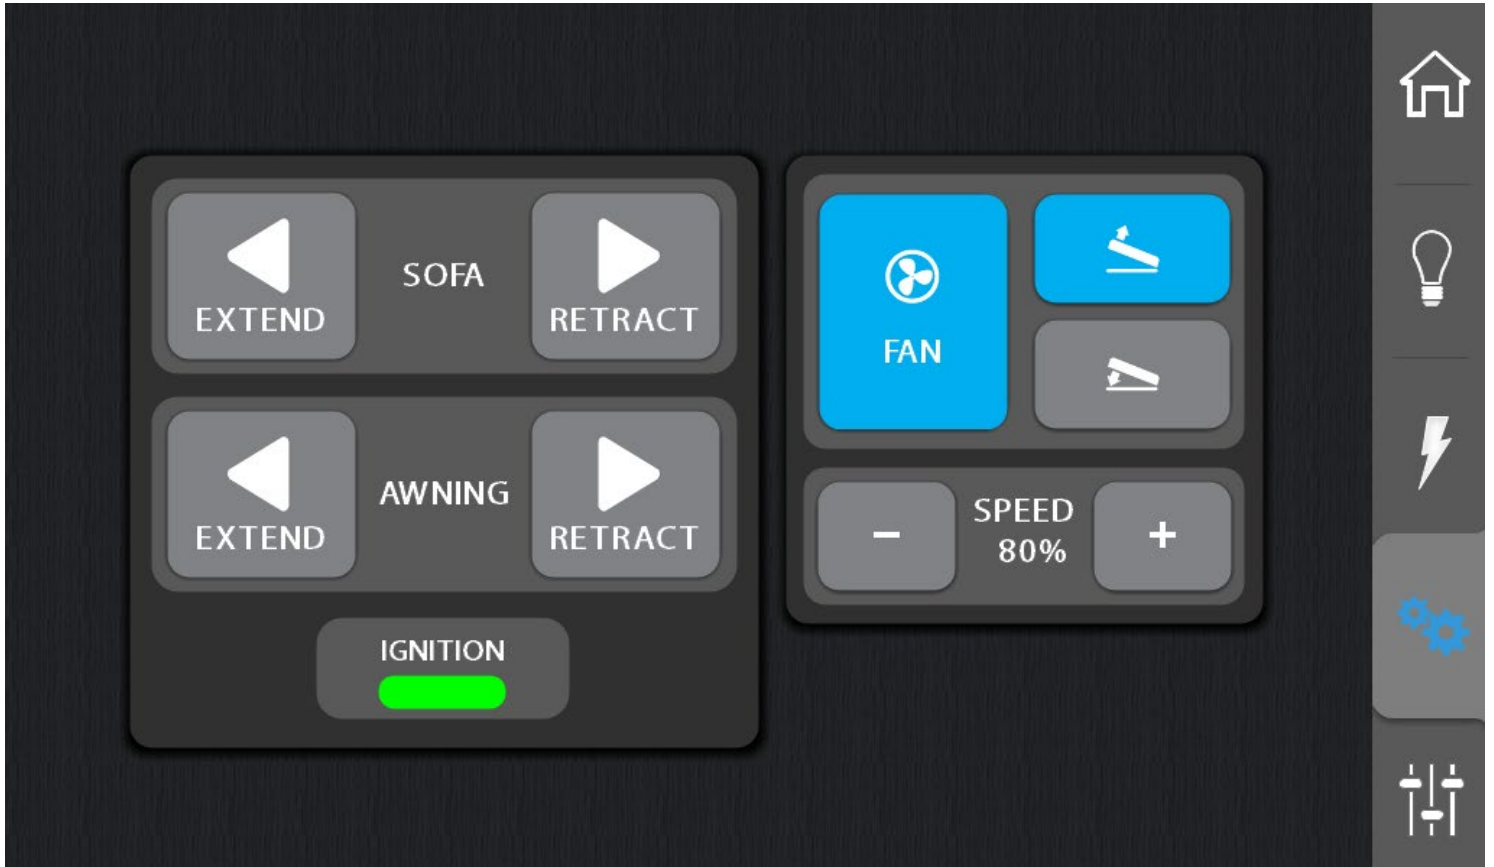 SOFA
EXTEND
RETRACT
AWNING
EXTEND
RETRACT
IGNITION
FAN
−
SPEED
80%
+